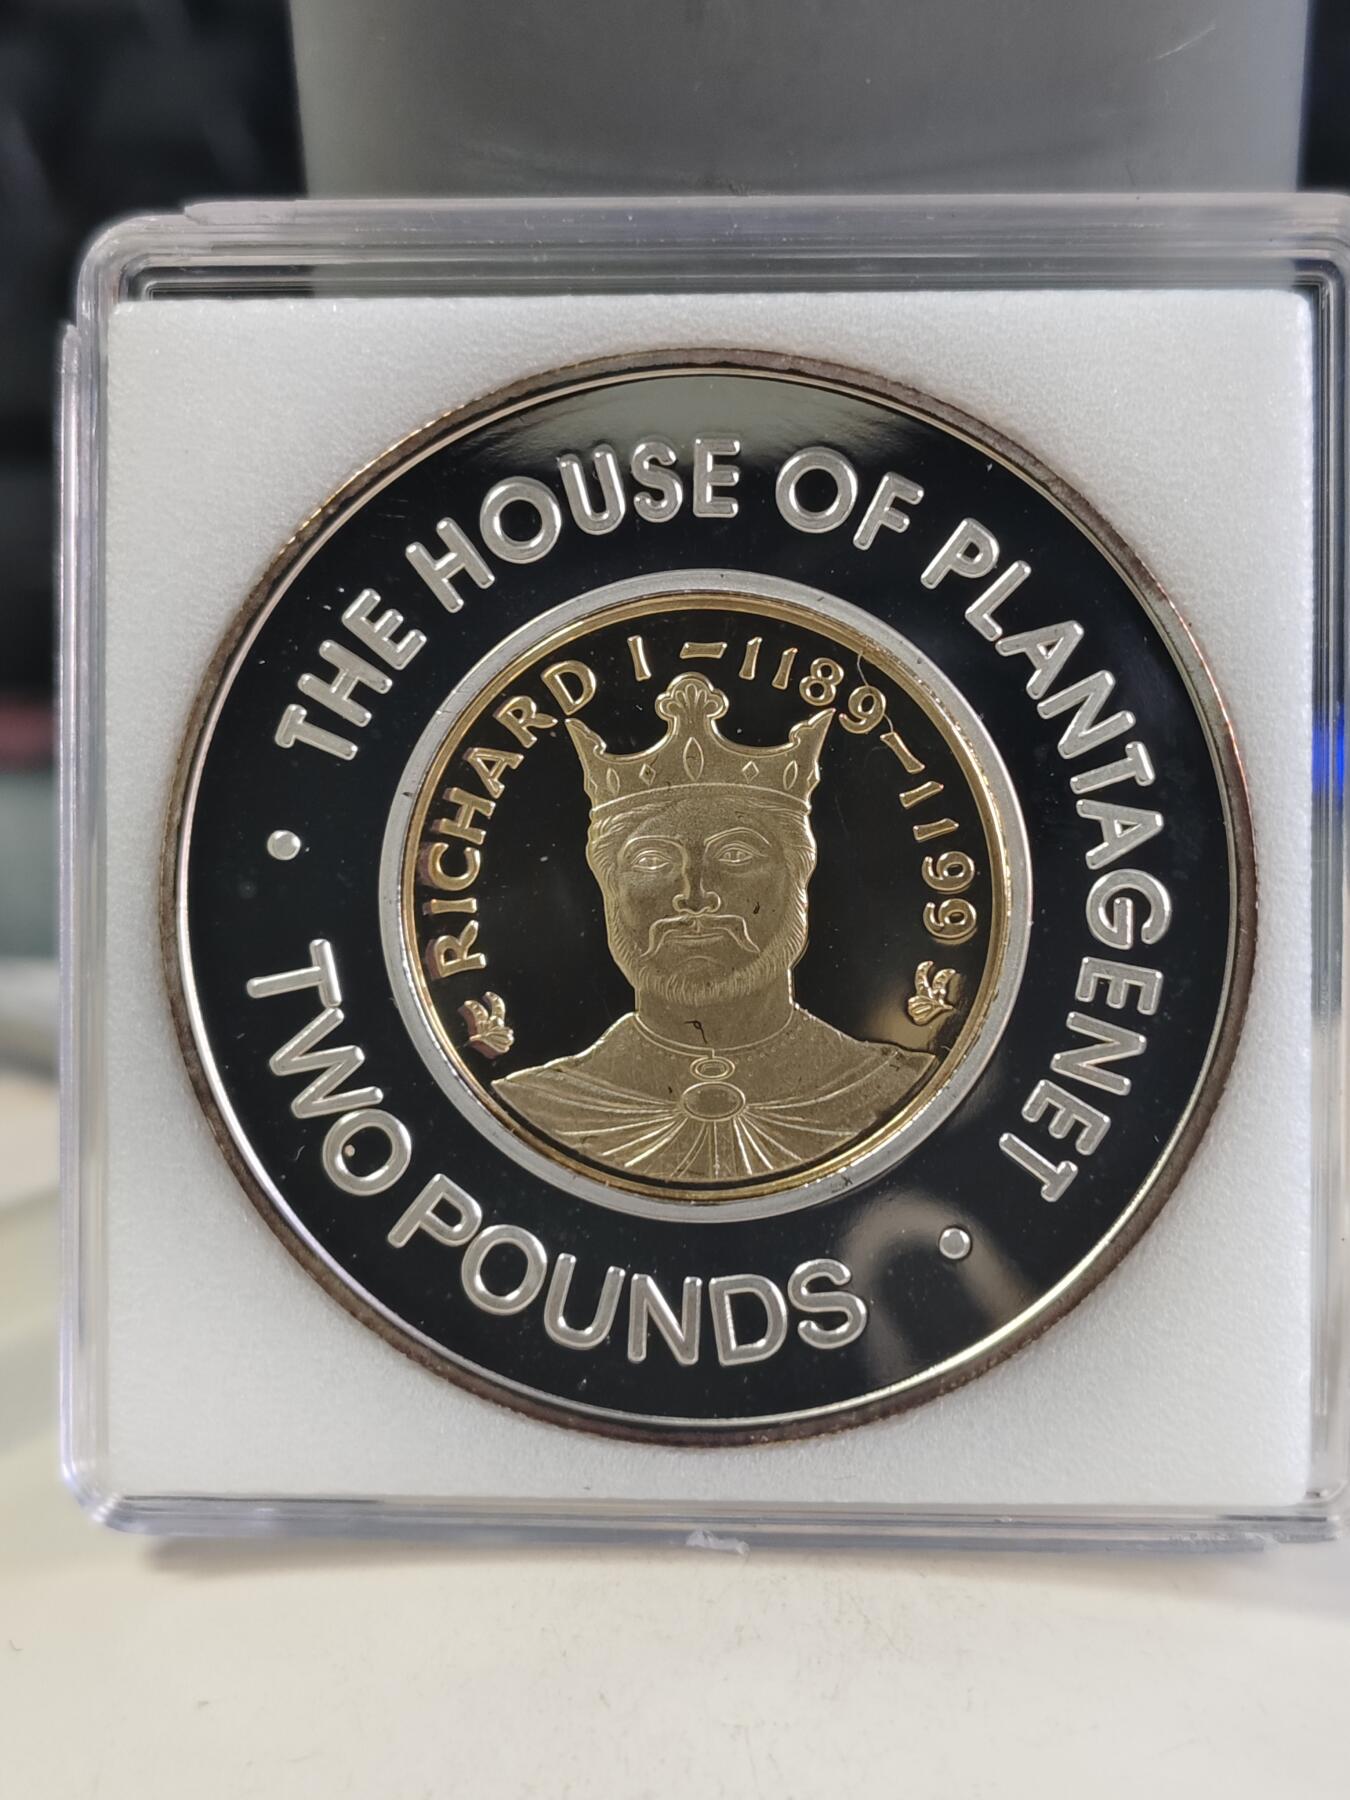 THE HOUSE OF PLANTAGENET
RICHARD I - 1189 - 1199
TWO POUNDS